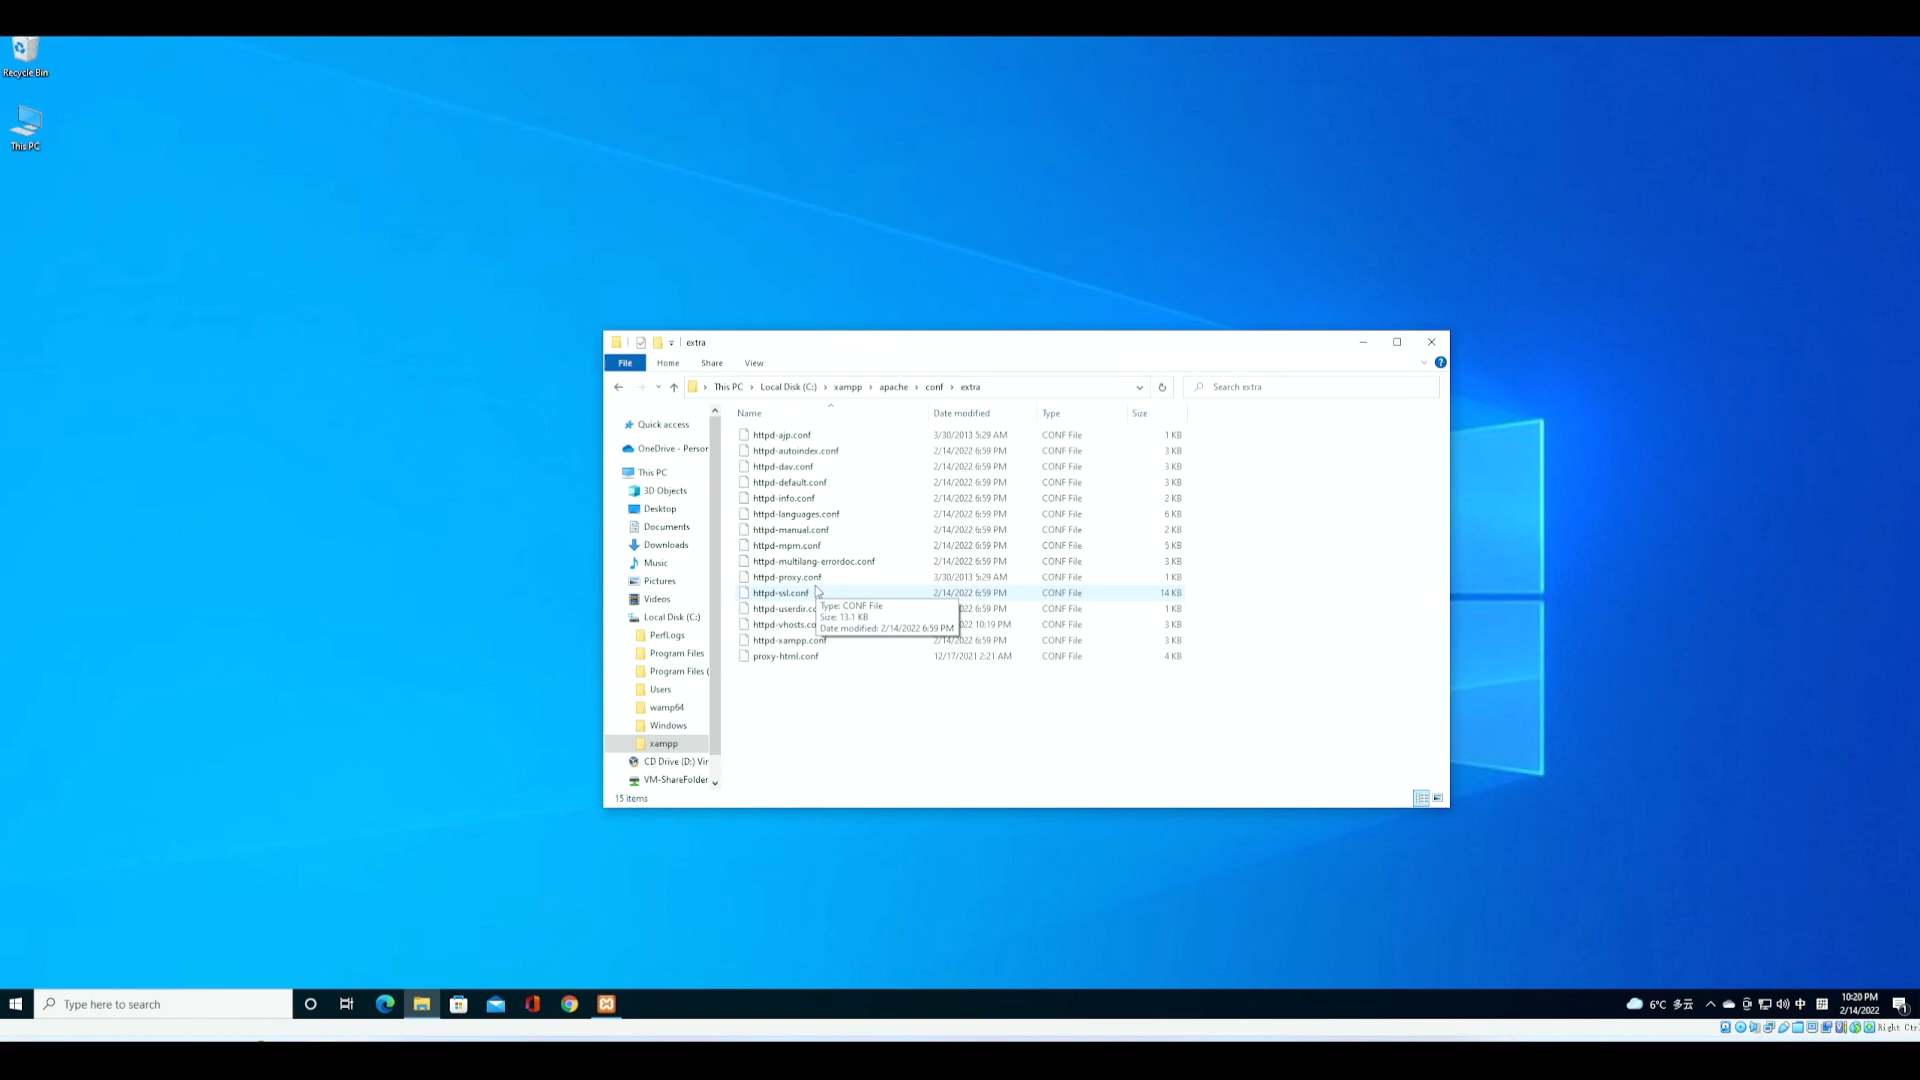 Recycle Bin
This PC
extra
File Home Share View
This PC › Local Disk (C:) › xampp › apache › conf › extra
Search extra
Name Date modified Type Size
Quick access
OneDrive - Person
This PC
3D Objects
Desktop
Documents
Downloads
Music
Pictures
Videos
Local Disk (C:)
PerfLogs
Program Files
Program Files (
Users
wamp64
Windows
xampp
CD Drive (D:) Vir
VM-ShareFolder
httpd-ajp.conf 3/30/2013 5:29 AM CONF File 1 KB
httpd-autoindex.conf 2/14/2022 6:59 PM CONF File 3 KB
httpd-dav.conf 2/14/2022 6:59 PM CONF File 3 KB
httpd-default.conf 2/14/2022 6:59 PM CONF File 3 KB
httpd-info.conf 2/14/2022 6:59 PM CONF File 2 KB
httpd-languages.conf 2/14/2022 6:59 PM CONF File 6 KB
httpd-manual.conf 2/14/2022 6:59 PM CONF File 2 KB
httpd-mpm.conf 2/14/2022 6:59 PM CONF File 5 KB
httpd-multilang-errordoc.conf 2/14/2022 6:59 PM CONF File 3 KB
httpd-proxy.conf 3/30/2013 5:29 AM CONF File 1 KB
httpd-ssl.conf 2/14/2022 6:59 PM CONF File 14 KB
httpd-userdir.co 022 6:59 PM CONF File 1 KB
httpd-vhosts.co 022 10:19 PM CONF File 3 KB
httpd-xampp.conf 2/14/2022 6:59 PM CONF File 3 KB
proxy-html.conf 12/17/2021 2:21 AM CONF File 4 KB
Type: CONF File
Size: 13.1 KB
Date modified: 2/14/2022 6:59 PM
15 items
Type here to search
6°C 多云
中
10:20 PM
2/14/2022
1
Right Ctrl